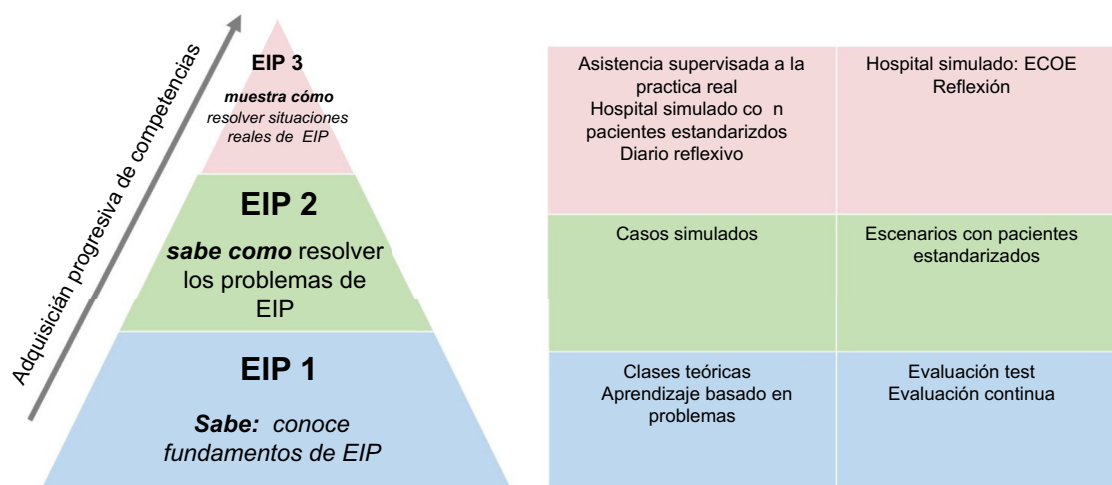 Adquisicián progresiva de competencias
EIP 3
muestra cómo
resolver situaciones
reales de EIP
EIP 2
sabe como resolver
los problemas de
EIP
EIP 1
Sabe: conoce
fundamentos de EIP
Asistencia supervisada a la
practica real
Hospital simulado co n
pacientes estandarizdos
Diario reflexivo
Hospital simulado: ECOE
Reflexión
Casos simulados
Escenarios con pacientes
estandarizados
Clases teóricas
Aprendizaje basado en
problemas
Evaluación test
Evaluación continua